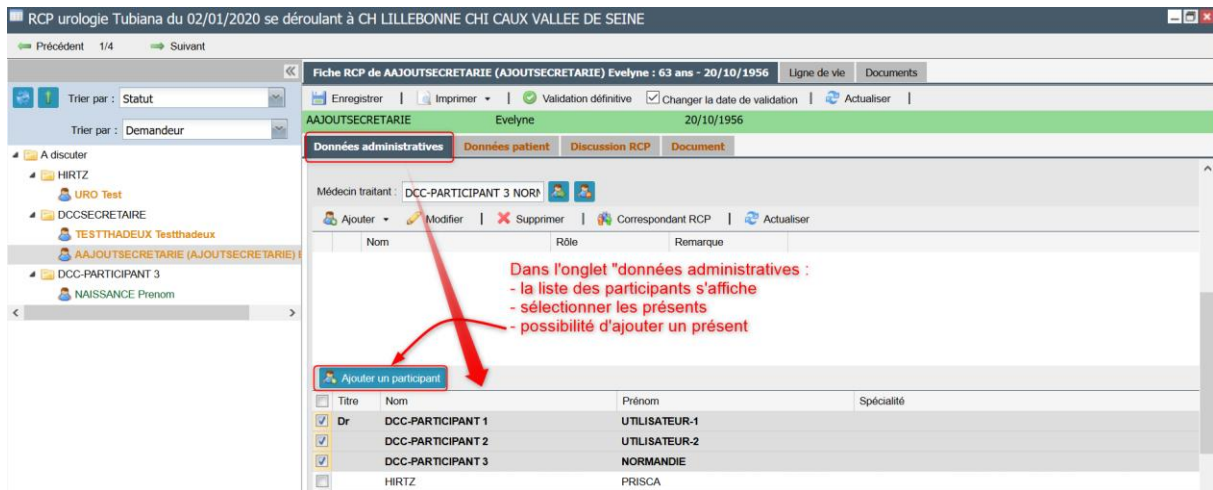 RCP urologie Tubiana du 02/01/2020 se déroulant à CH LILLEBONNE CHI CAUX VALLEE DE SEINE
Précédent 1/4 Suivant
Trier par : Statut
Trier par : Demandeur
A discuter
HIRTZ
URO Test
DCCSECRETAIRE
TESTTHADEUX Testthadeux
AAJOUTSECRETARIE (AJOUTSECRETARIE) E
DCC-PARTICIPANT 3
NAISSANCE Prenom
Fiche RCP de AAJOUTSECRETARIE (AJOUTSECRETARIE) Evelyne : 63 ans - 20/10/1956 Ligne de vie Documents
Enregistrer | Imprimer | Validation définitive Changer la date de validation | Actualiser |
AAJOUTSECRETARIE Evelyne 20/10/1956
Données administratives Données patient Discussion RCP Document
Médecin traitant : DCC-PARTICIPANT 3 NORM
Ajouter Modifier | Supprimer | Correspondant RCP | Actualiser
Nom Rôle Remarque
Dans l'onglet "données administratives :
- la liste des participants s'affiche
- sélectionner les présents
- possibilité d'ajouter un présent
Ajouter un participant
Titre Nom Prénom Spécialité
Dr DCC-PARTICIPANT 1 UTILISATEUR-1
DCC-PARTICIPANT 2 UTILISATEUR-2
DCC-PARTICIPANT 3 NORMANDIE
HIRTZ PRISCA